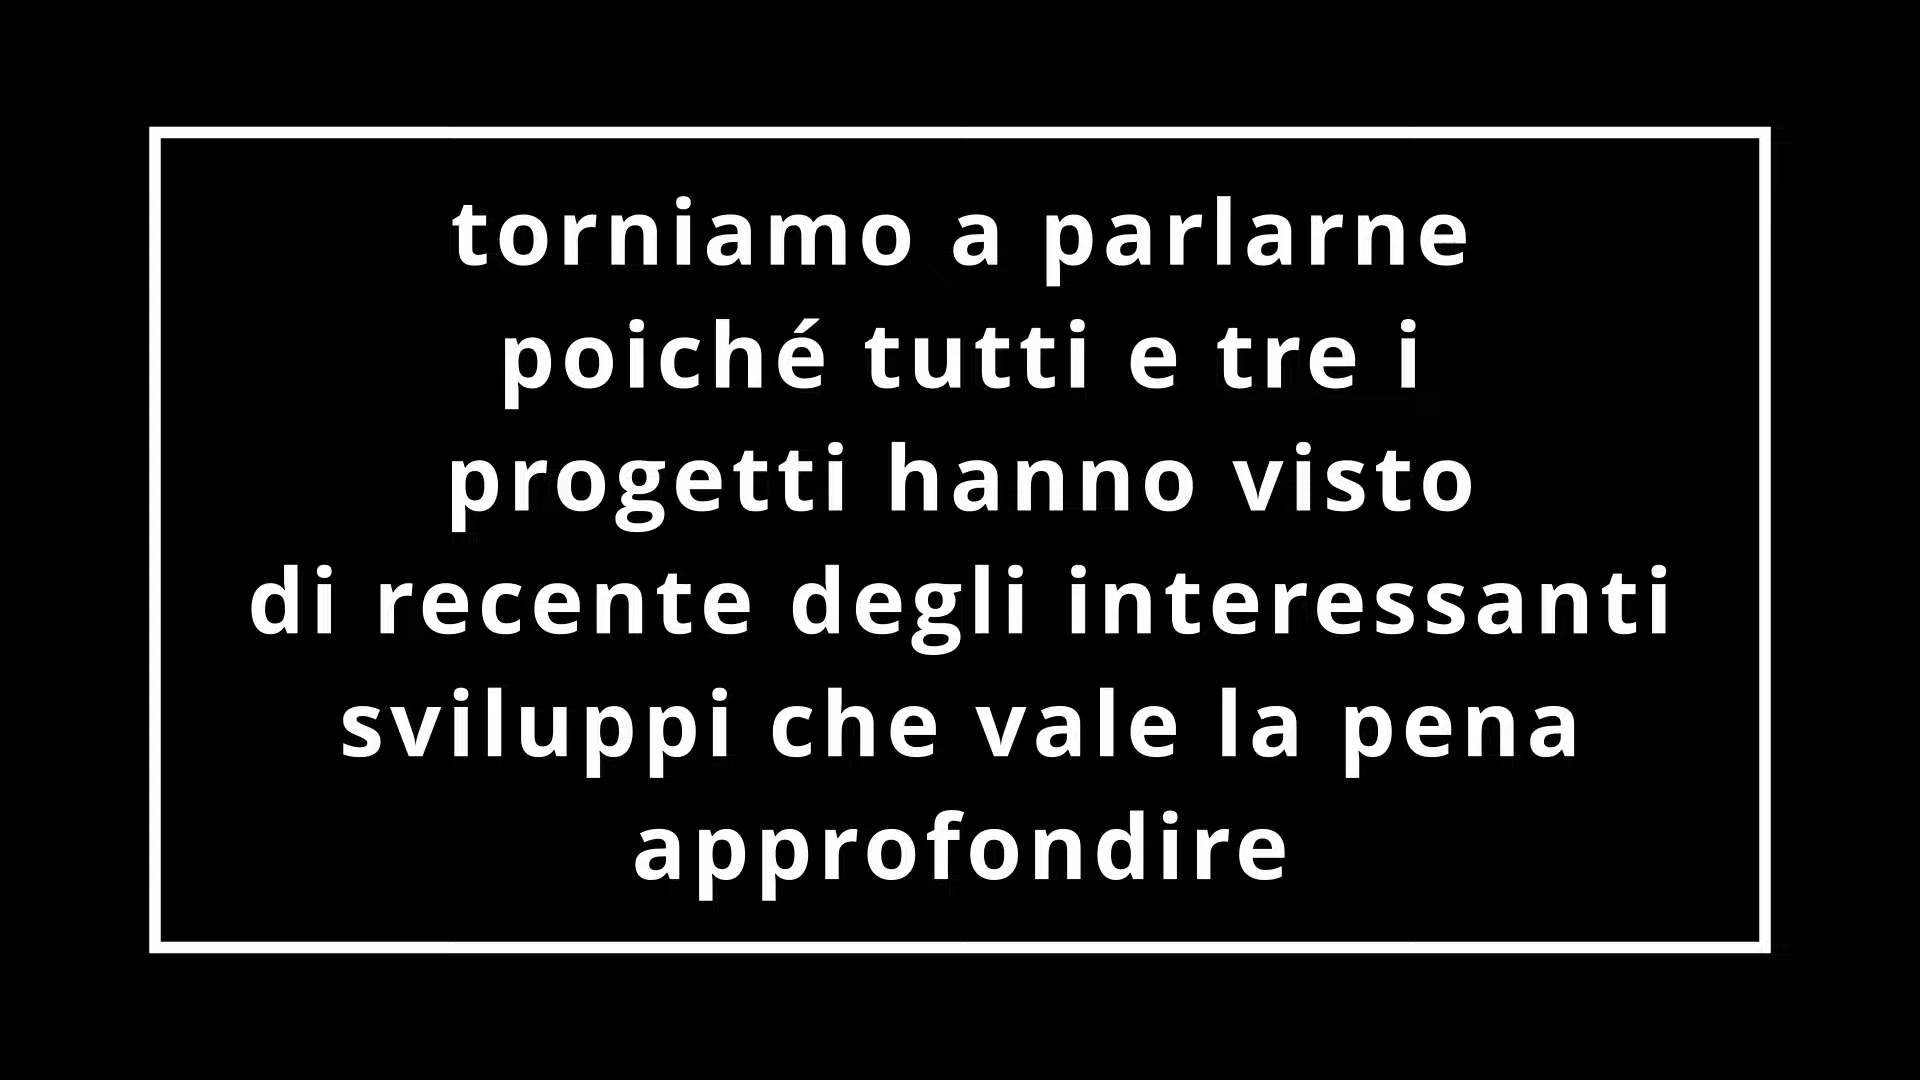 torniamo a parlarne
poiché tutti e tre i
progetti hanno visto
di recente degli interessanti
sviluppi che vale la pena
approfondire